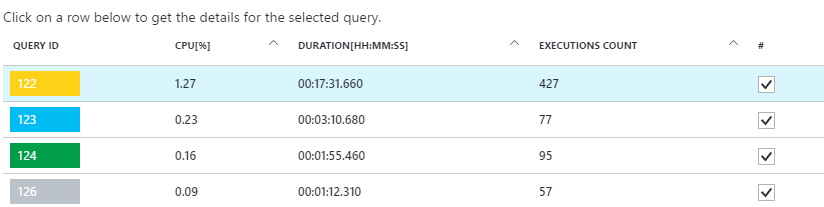 Click on a row below to get the details for the selected query.
QUERY ID CPU[%] DURATION[HH:MM:SS] EXECUTIONS COUNT #
122 1.27 00:17:31.660 427
123 0.23 00:03:10.680 77
124 0.16 00:01:55.460 95
126 0.09 00:01:12.310 57